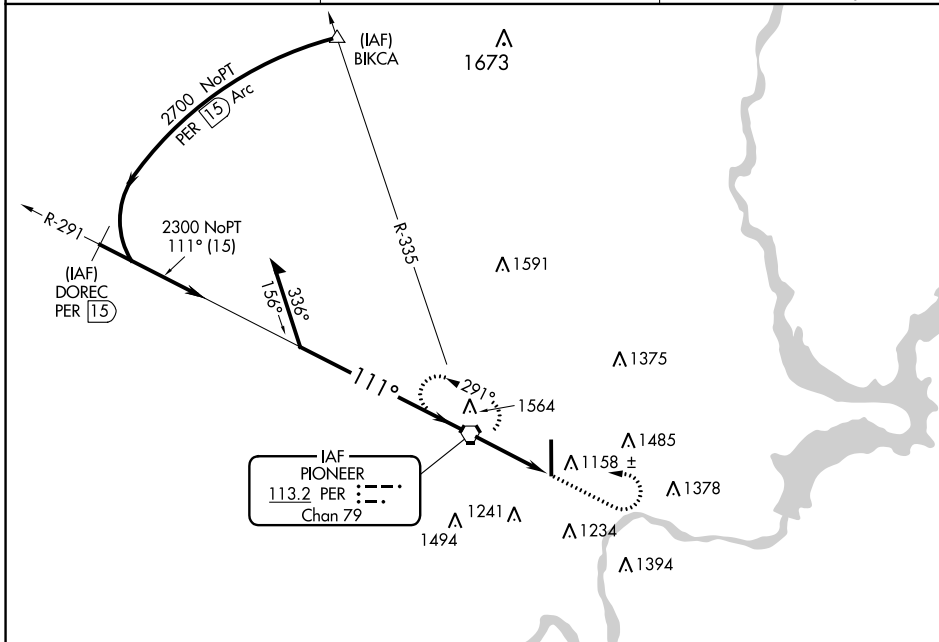 (IAF)
BIKCA
1673
2700 NoPT
PER 15 Arc
R-291
2300 NoPT
111° (15)
R-335
(IAF)
DOREC
PER 15
1591
336°
156°
1375
111°
291°
1564
IAF
PIONEER
113.2 PER
Chan 79
1485
1158 ±
1378
1241
1494
1234
1394